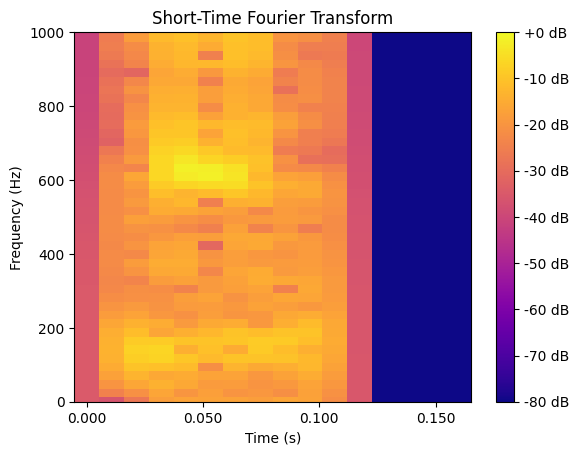 Short-Time Fourier Transform
Frequency (Hz)
1000
800
600
400
200
0
0.000 0.050 0.100 0.150
Time (s)
+0 dB
-10 dB
-20 dB
-30 dB
-40 dB
-50 dB
-60 dB
-70 dB
-80 dB